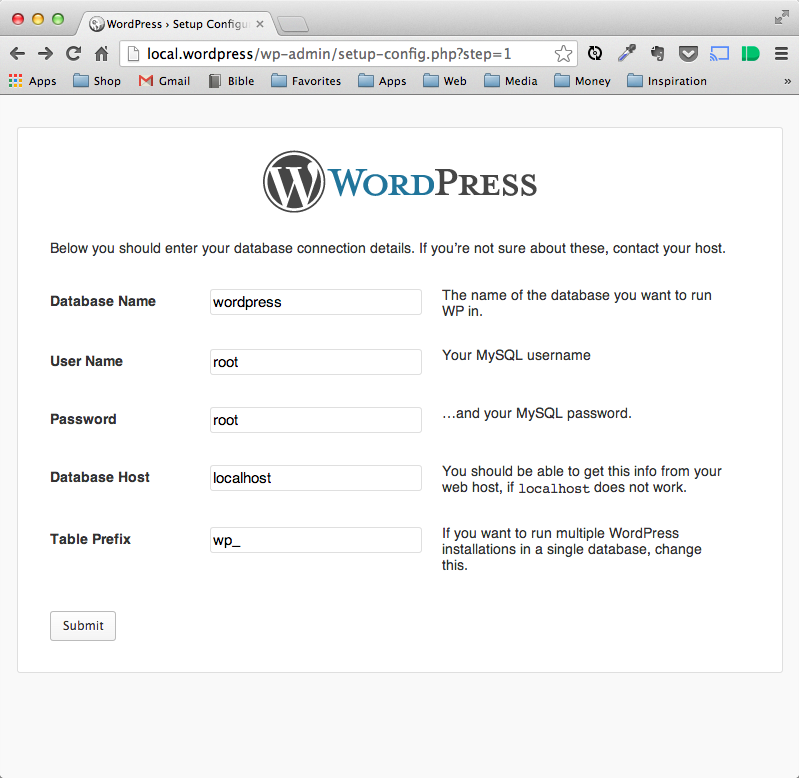 WordPress › Setup Configu
local.wordpress/wp-admin/setup-config.php?step=1
Apps Shop Gmail Bible Favorites Apps Web Media Money Inspiration »
WORDPRESS
Below you should enter your database connection details. If you’re not sure about these, contact your host.
Database Name
wordpress
The name of the database you want to run
WP in.
User Name
root
Your MySQL username
Password
root
…and your MySQL password.
Database Host
localhost
You should be able to get this info from your
web host, if localhost does not work.
Table Prefix
wp_
If you want to run multiple WordPress
installations in a single database, change
this.
Submit